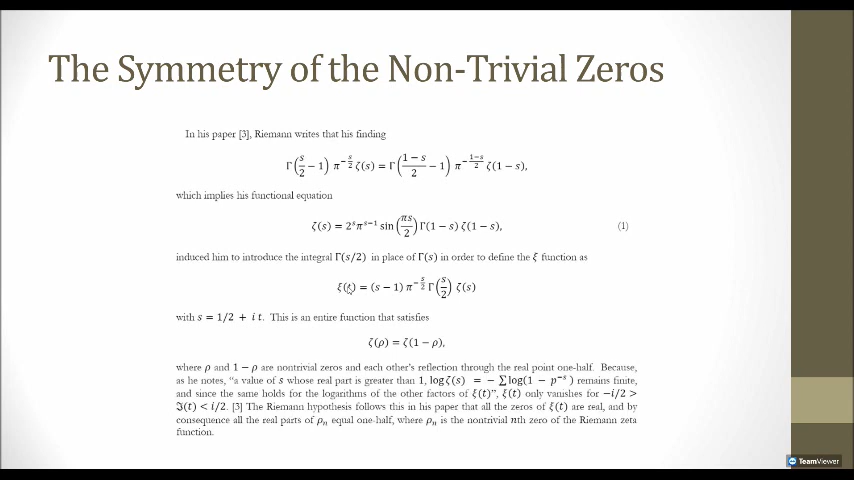 The Symmetry of the Non-Trivial Zeros
In his paper [3], Riemann writes that his finding
Γ(s/2 − 1) π^(−s/2) ζ(s) = Γ((1−s)/2 − 1) π^(−(1−s)/2) ζ(1 − s),
which implies his functional equation
ζ(s) = 2^s π^(s−1) sin(πs/2) Γ(1 − s) ζ(1 − s), (1)
induced him to introduce the integral Γ(s/2) in place of Γ(s) in order to define the ξ function as
ξ(t) = (s − 1) π^(−s/2) Γ(s/2) ζ(s)
with s = 1/2 + i t. This is an entire function that satisfies
ζ(ρ) = ζ(1 − ρ),
where ρ and 1 − ρ are nontrivial zeros and each other's reflection through the real point one-half. Because,
as he notes, "a value of s whose real part is greater than 1, log ζ(s) = − ∑ log(1 − p^(−s)) remains finite,
and since the same holds for the logarithms of the other factors of ξ(t)", ξ(t) only vanishes for −i/2 >
ℑ(t) < i/2. [3] The Riemann hypothesis follows this in his paper that all the zeros of ξ(t) are real, and by
consequence all the real parts of ρₙ equal one-half, where ρₙ is the nontrivial nth zero of the Riemann zeta
function.
TeamViewer